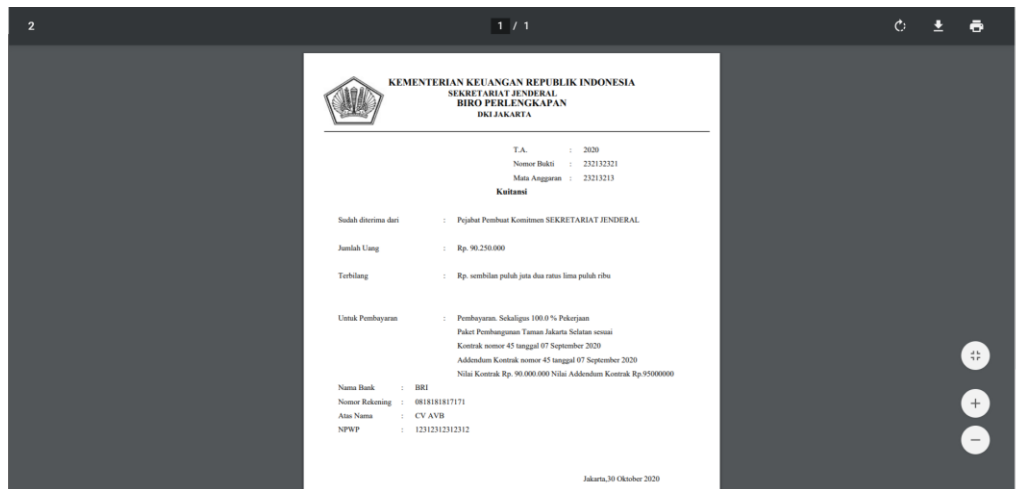 2
1 / 1
KEMENTERIAN KEUANGAN REPUBLIK INDONESIA
SEKRETARIAT JENDERAL
BIRO PERLENGKAPAN
DKI JAKARTA
T.A. : 2020
Nomor Bukti : 232132321
Mata Anggaran : 23213213
Kuitansi
Sudah diterima dari : Pejabat Pembuat Komitmen SEKRETARIAT JENDERAL
Jumlah Uang : Rp. 90.250.000
Terbilang : Rp. sembilan puluh juta dua ratus lima puluh ribu
Untuk Pembayaran : Pembayaran. Sekaligus 100.0 % Pekerjaan
Paket Pembangunan Taman Jakarta Selatan sesuai
Kontrak nomor 45 tanggal 07 September 2020
Addendum Kontrak nomor 45 tanggal 07 September 2020
Nilai Kontrak Rp. 90.000.000 Nilai Addendum Kontrak Rp.95000000
Nama Bank : BRI
Nomor Rekening : 0818181817171
Atas Nama : CV AVB
NPWP : 12312312312312
Jakarta,30 Oktober 2020